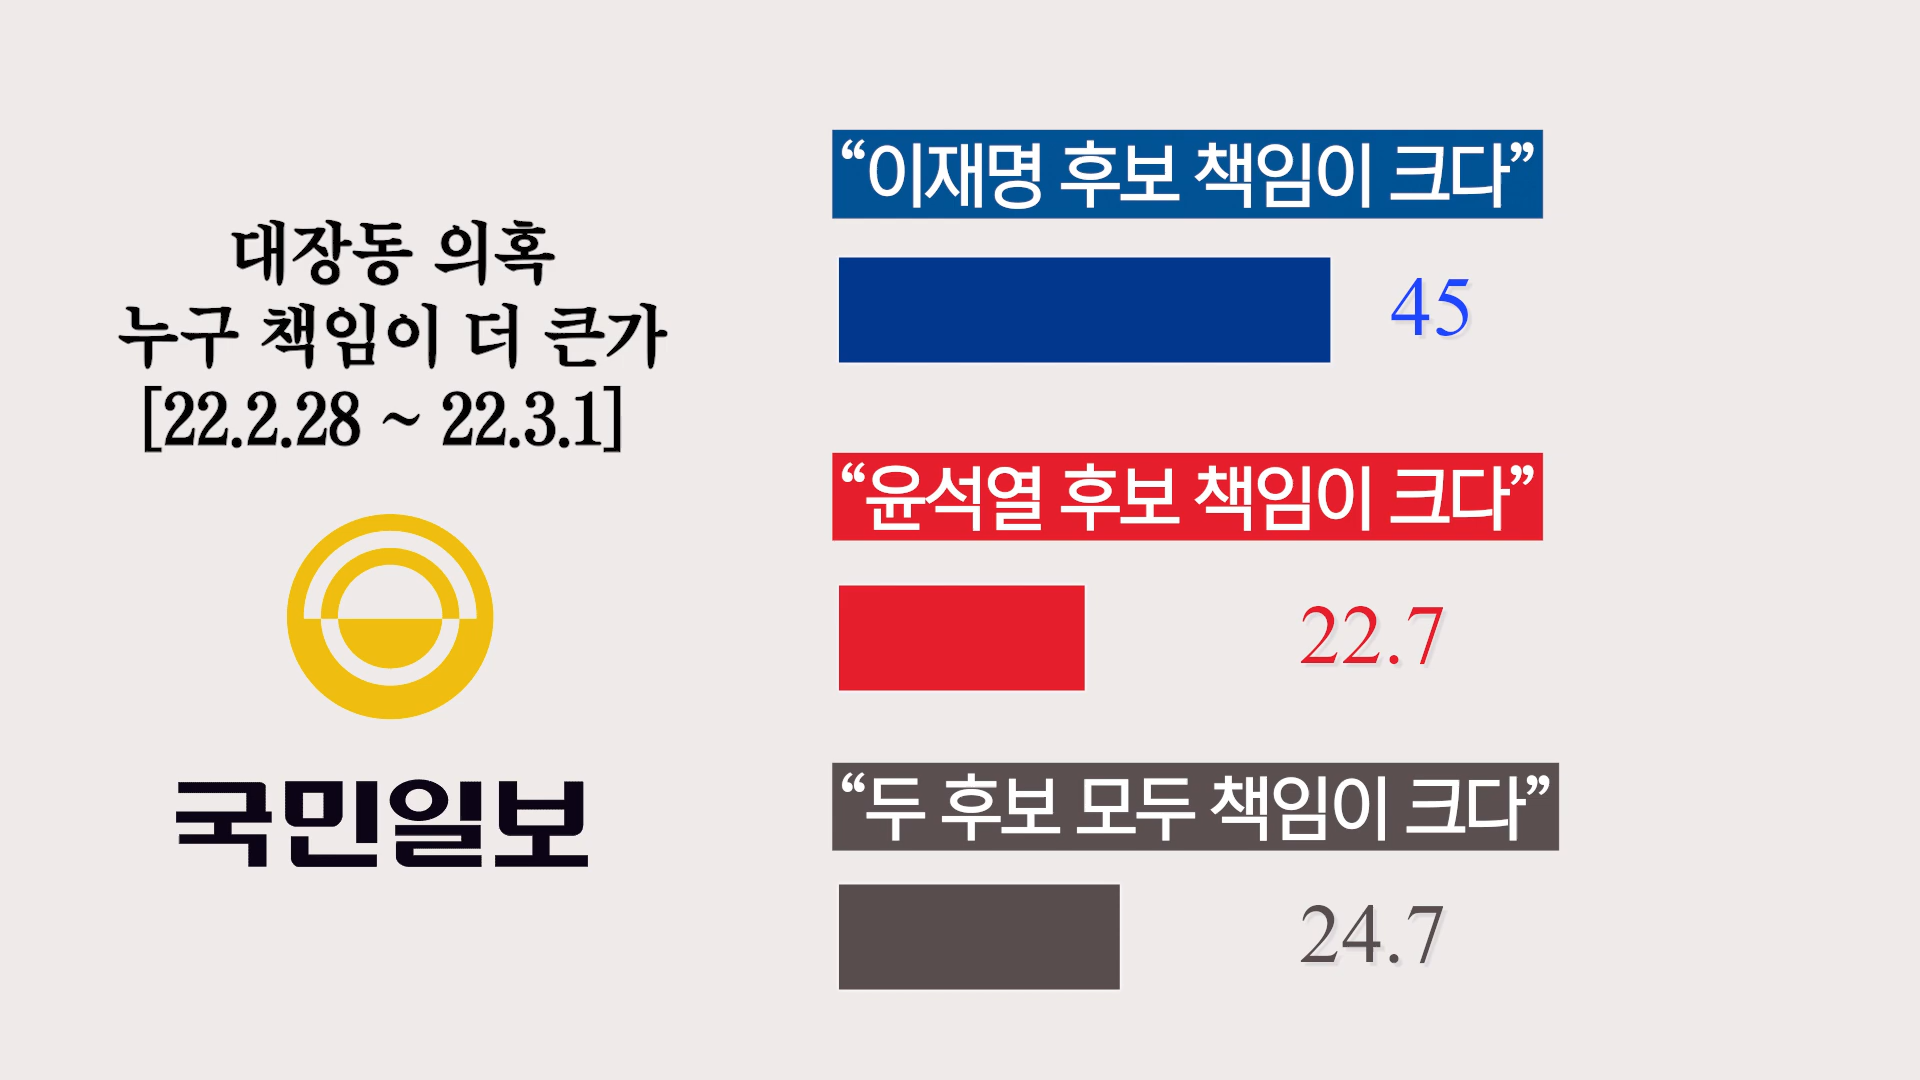 대장동 의혹
누구 책임이 더 큰가
[22.2.28 ~ 22.3.1]
국민일보
“이재명 후보 책임이 크다”
45
“윤석열 후보 책임이 크다”
22.7
“두 후보 모두 책임이 크다”
24.7